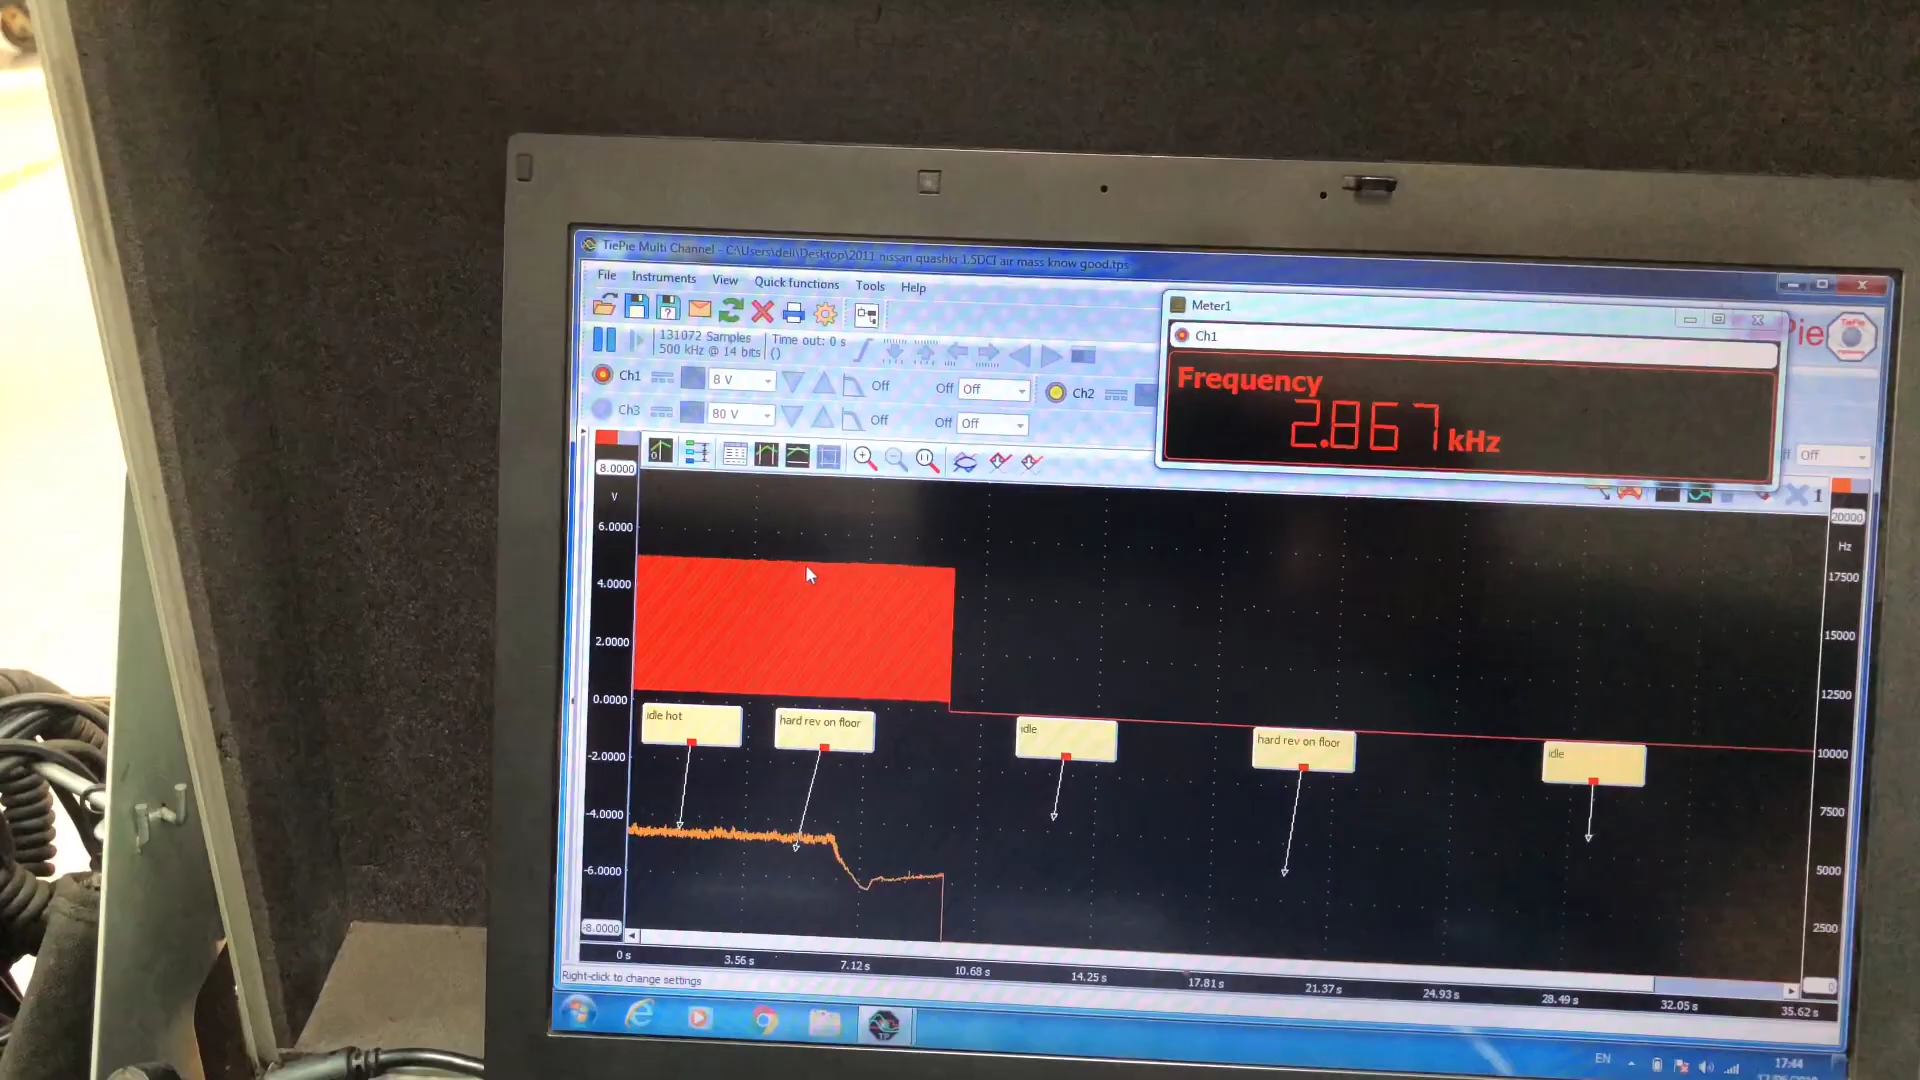 TiePie Multi Channel - C:\Users\dell\Desktop\2011 nissan quashki 1.5DCI air mass know good.tps
File Instruments View Quick functions Tools Help
131072 Samples
500 kHz @ 14 bits
Time out: 0 s
()
Ch1 8 V Off Off Off Ch2
Ch3 80 V Off Off Off
Meter1
Ch1
Frequency
2.867 kHz
Pie
TiePie
Off
1
8.0000
V
6.0000
4.0000
2.0000
0.0000
-2.0000
-4.0000
-6.0000
-8.0000
20000
Hz
17500
15000
12500
10000
7500
5000
2500
0
idle hot
hard rev on floor
idle
hard rev on floor
idle
0 s 3.56 s 7.12 s 10.68 s 14.25 s 17.81 s 21.37 s 24.93 s 28.49 s 32.05 s 35.62 s
Right-click to change settings
EN
17:44